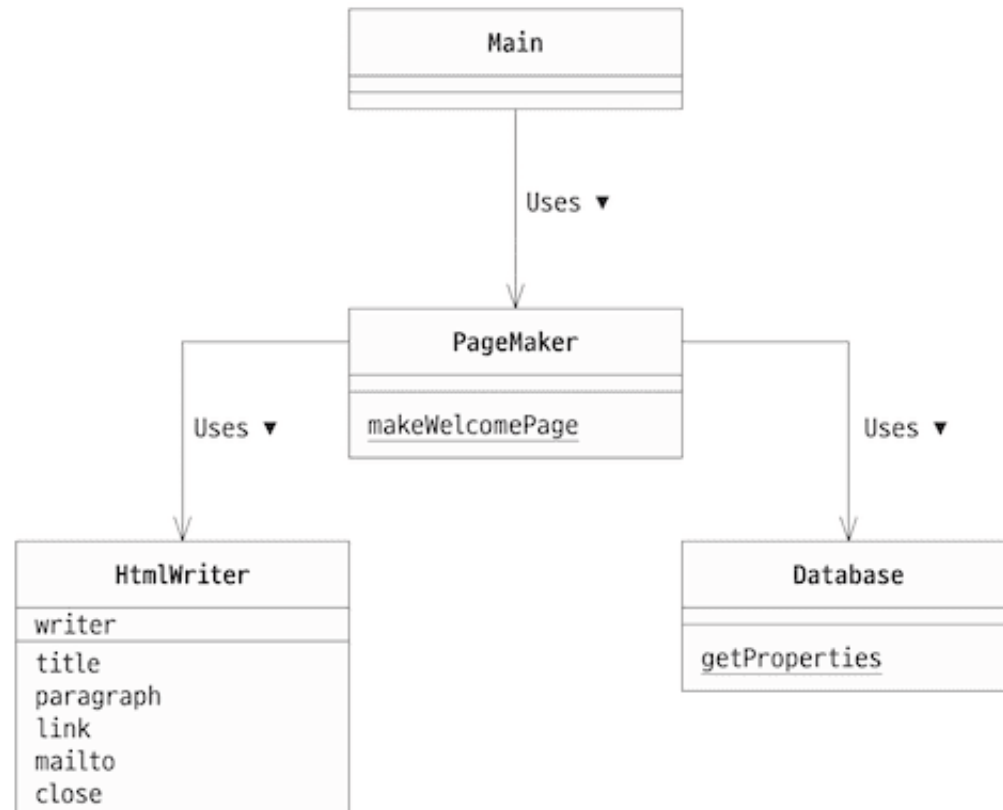 Main
Uses ▼
PageMaker
makeWelcomePage
Uses ▼
Uses ▼
HtmlWriter
writer
title
paragraph
link
mailto
close
Database
getProperties